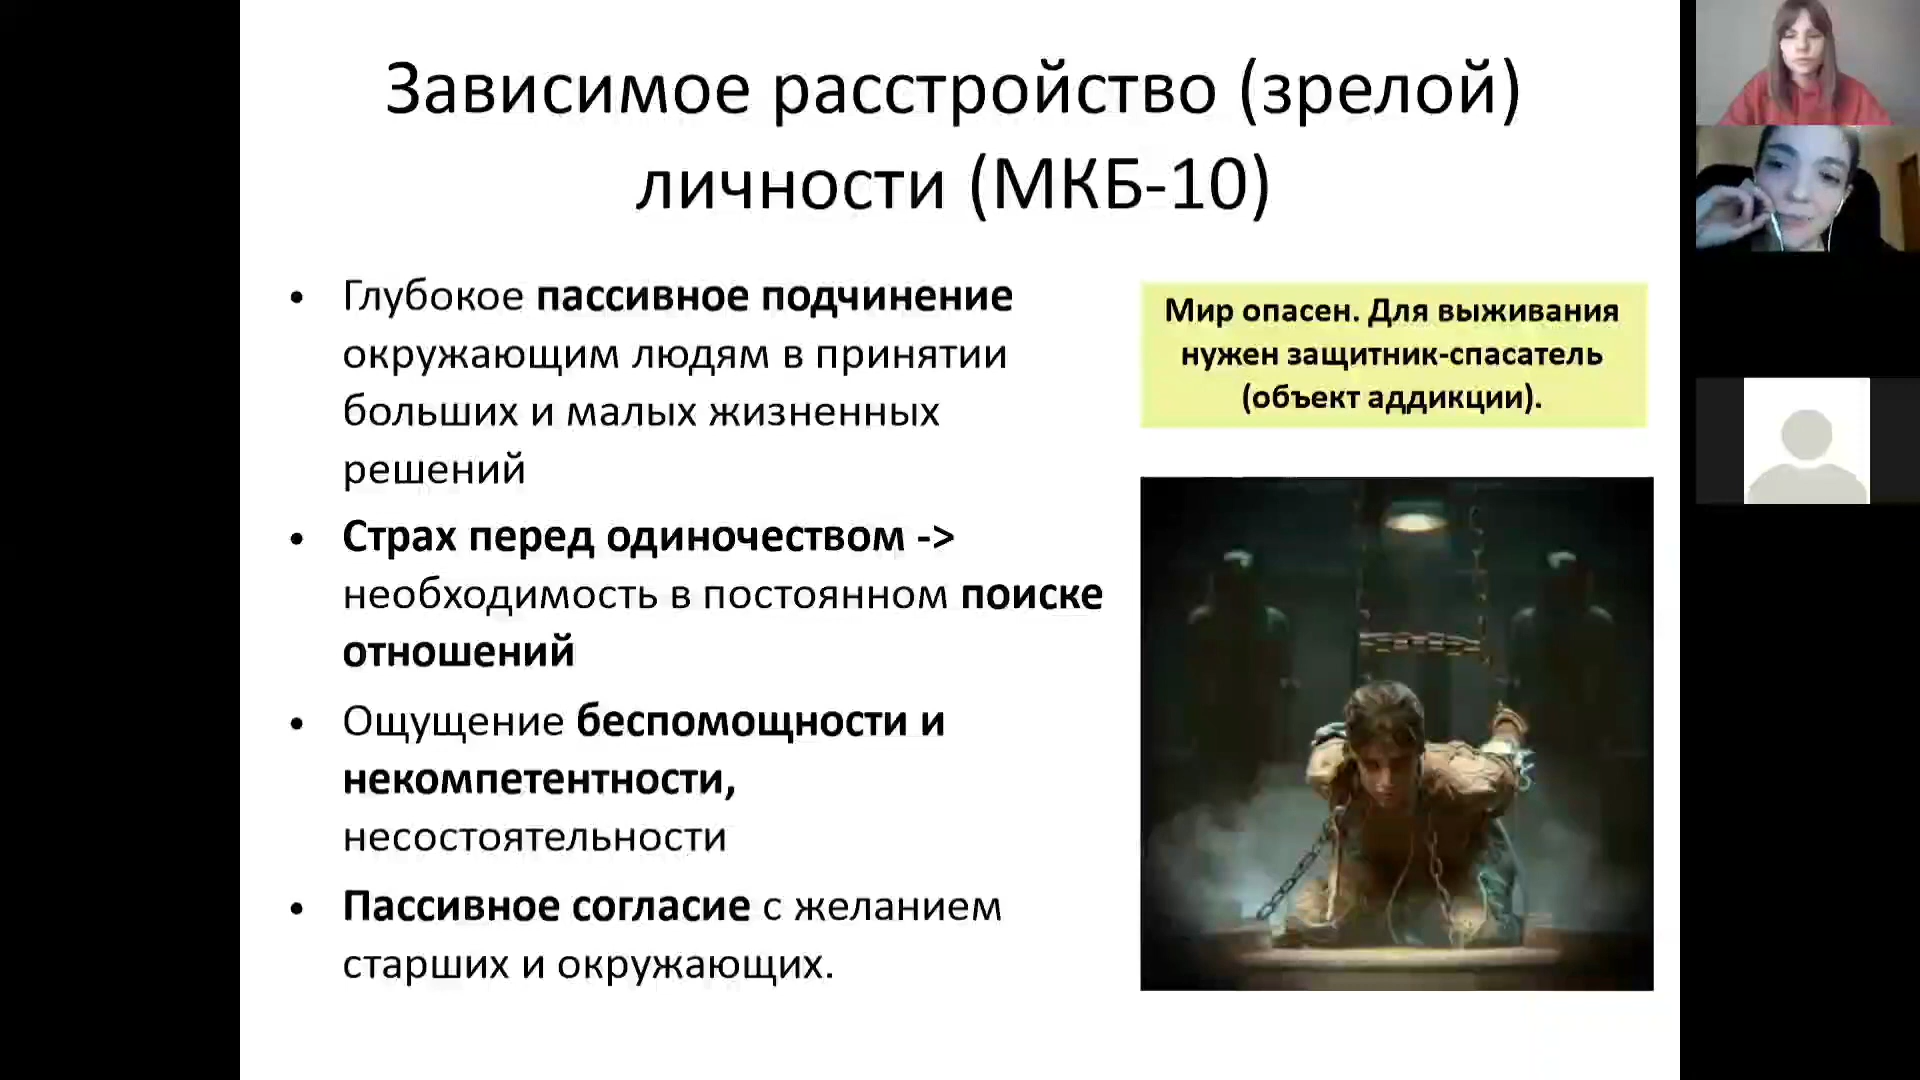 Зависимое расстройство (зрелой)
личности (МКБ-10)
• Глубокое пассивное подчинение
окружающим людям в принятии
больших и малых жизненных
решений
• Страх перед одиночеством ->
необходимость в постоянном поиске
отношений
• Ощущение беспомощности и
некомпетентности,
несостоятельности
• Пассивное согласие с желанием
старших и окружающих.
Мир опасен. Для выживания
нужен защитник-спасатель
(объект аддикции).